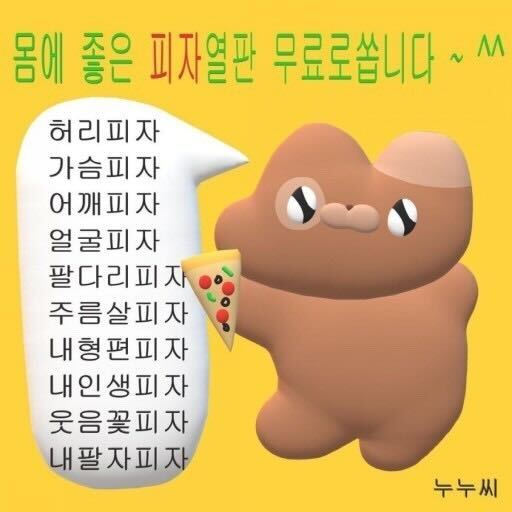 몸에 좋은 피자열판 무료로쏩니다 ~ ^^
허리피자
가슴피자
어깨피자
얼굴피자
팔다리피자
주름살피자
내형편피자
내인생피자
웃음꽃피자
내팔자피자
누누씨